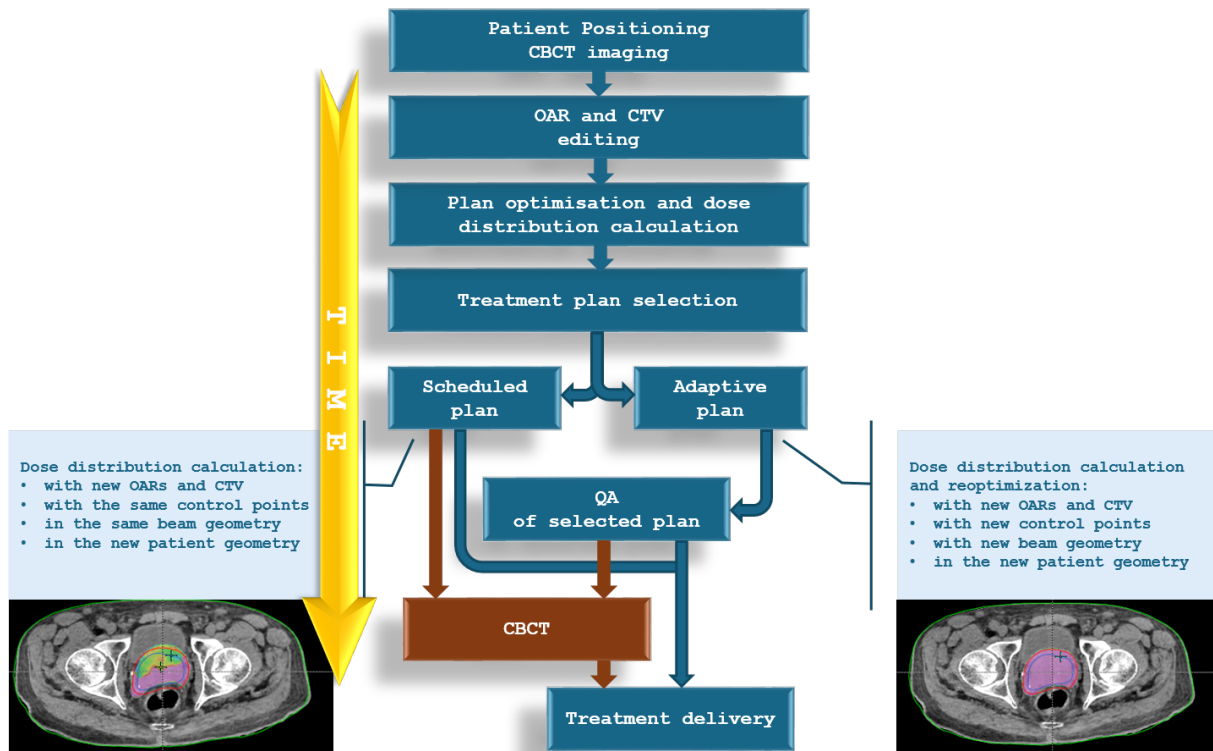 Patient Positioning
CBCT imaging
OAR and CTV
editing
Plan optimisation and dose
distribution calculation
Treatment plan selection
TIME
Scheduled
plan
Adaptive
plan
Dose distribution calculation:
• with new OARs and CTV
• with the same control points
• in the same beam geometry
• in the new patient geometry
QA
of selected plan
Dose distribution calculation
and reoptimization:
• with new OARs and CTV
• with new control points
• with new beam geometry
• in the new patient geometry
CBCT
Treatment delivery